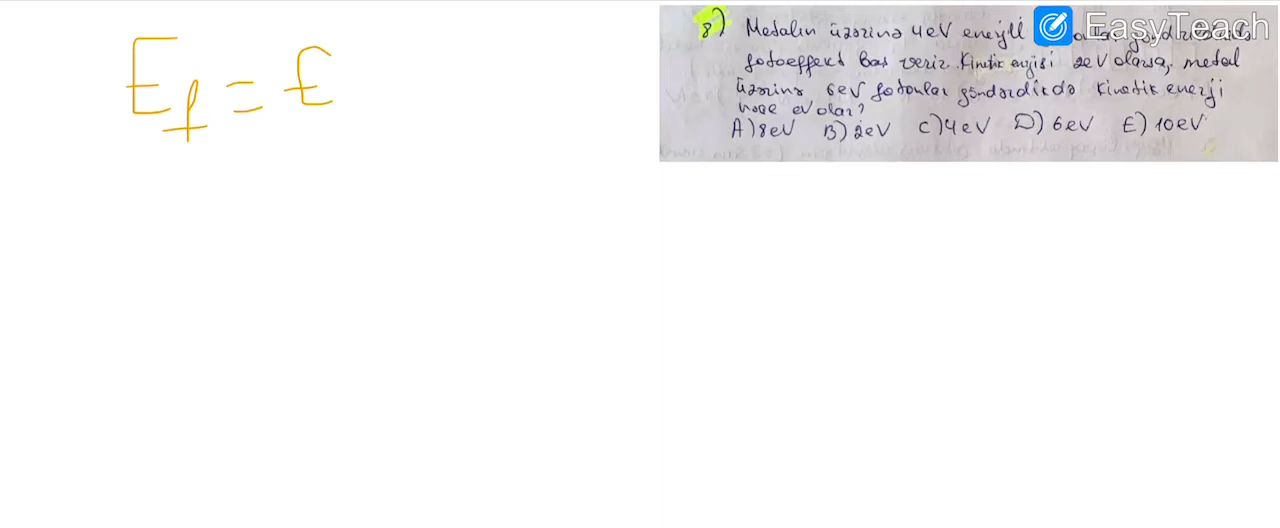 E_f = E
8) Metalın üzərinə 4eV enerjili
EasyTeach
fotoeffekt baş verir. Kinetik enerjisi 2eV olarsa, metal
üzərinə 6eV fotonlar göndərdikdə kinetik enerji
neçə eV olar?
A) 8eV B) 2eV C) 4eV D) 6eV E) 10eV